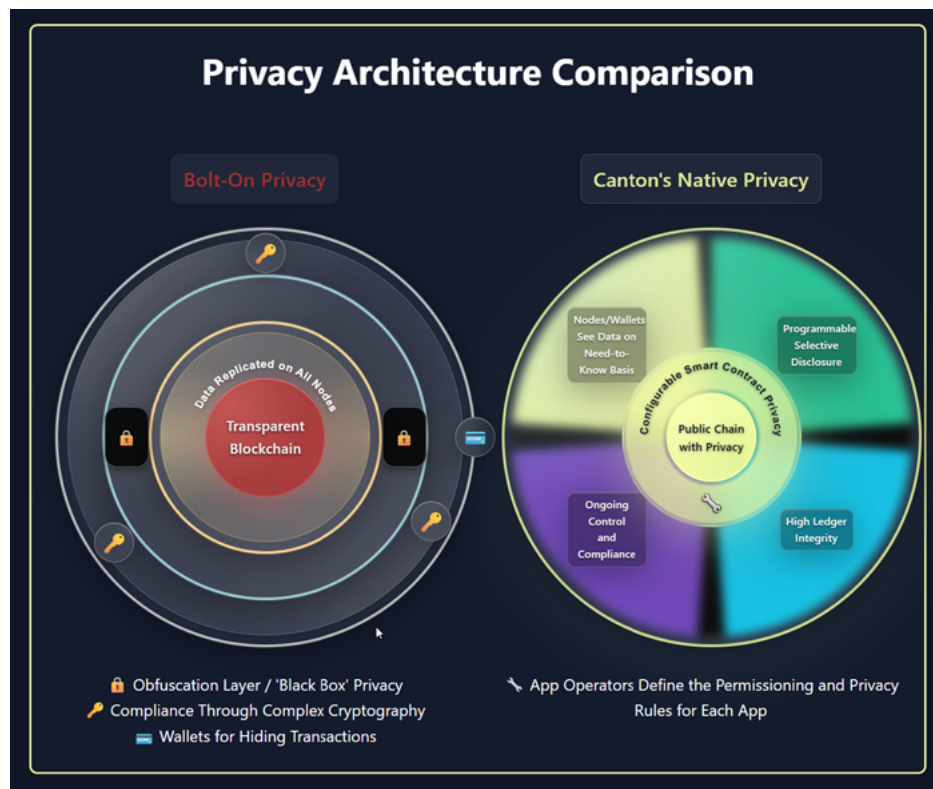 Privacy Architecture Comparison
Bolt-On Privacy
Data Replicated on All Nodes
Transparent
Blockchain
Obfuscation Layer / 'Black Box' Privacy
Compliance Through Complex Cryptography
Wallets for Hiding Transactions
Canton's Native Privacy
Nodes/Wallets
See Data on
Need-to-
Know Basis
Programmable
Selective
Disclosure
Configurable Smart Contract Privacy
Public Chain
with Privacy
Ongoing
Control
and
Compliance
High Ledger
Integrity
App Operators Define the Permissioning and Privacy
Rules for Each App